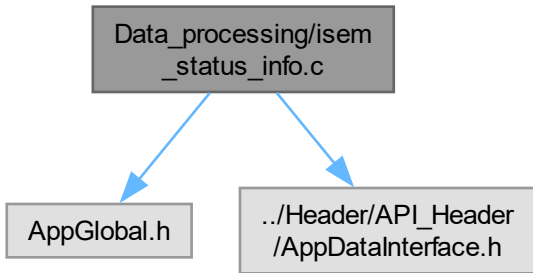 Data_processing/isem
_status_info.c
AppGlobal.h
../Header/API_Header
/AppDataInterface.h